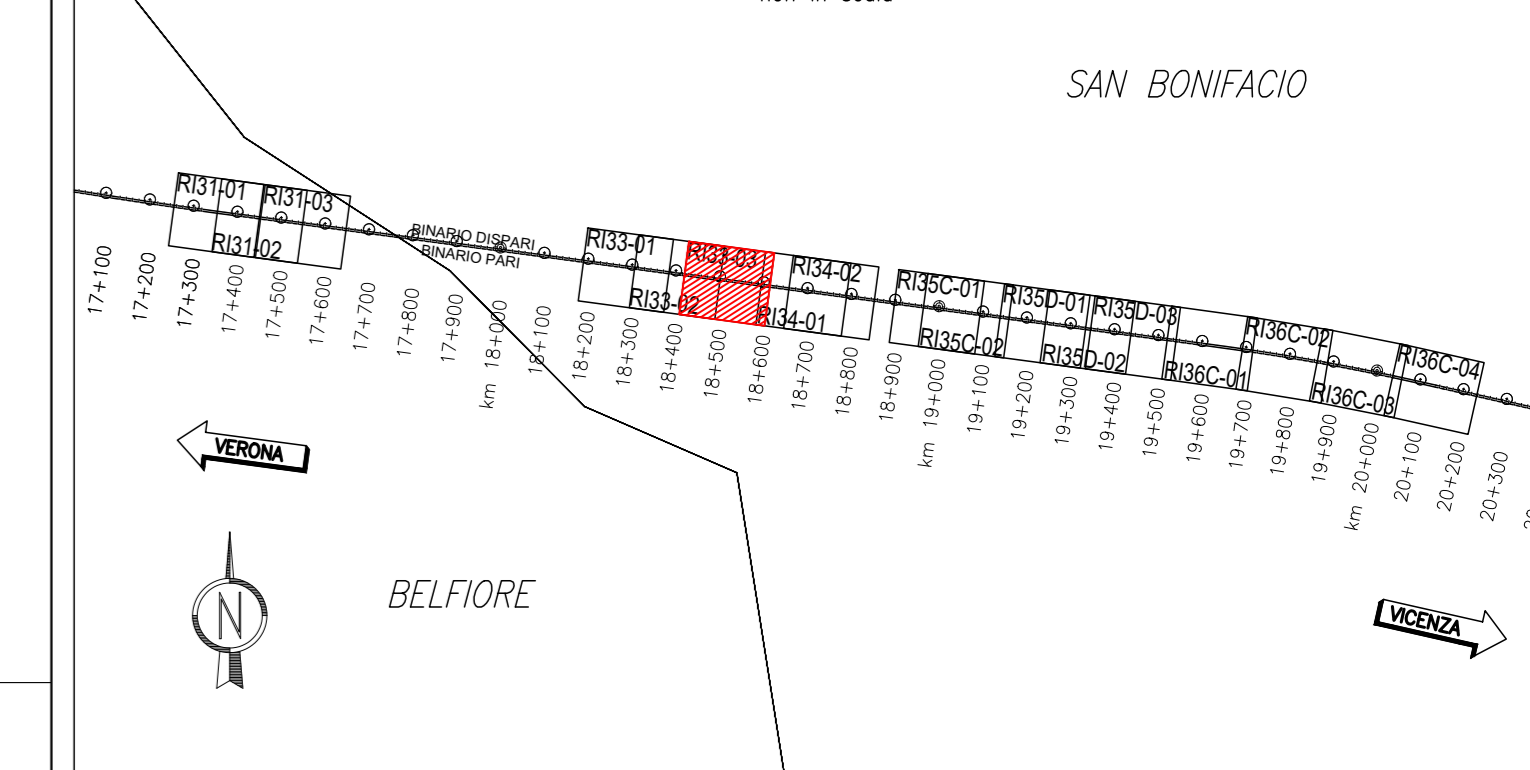 SAN BONIFACIO
RI31-01
RI31-03
RI31-02
BINARIO DISPARI
BINARIO PARI
RI33-01
RI33-03
RI33-02
RI34-02
RI34-01
RI35C-01
RI35C-02
RI35D-01
RI35D-02
RI35D-03
RI36C-01
RI36C-02
RI36C-03
RI36C-04
17+100
17+200
17+300
17+400
17+500
17+600
17+700
17+800
17+900
km 18+000
18+100
18+200
18+300
18+400
18+500
18+600
18+700
18+800
18+900
km 19+000
19+100
19+200
19+300
19+400
19+500
19+600
19+700
19+800
19+900
km 20+000
20+100
20+200
20+300
VERONA
N
BELFIORE
VICENZA